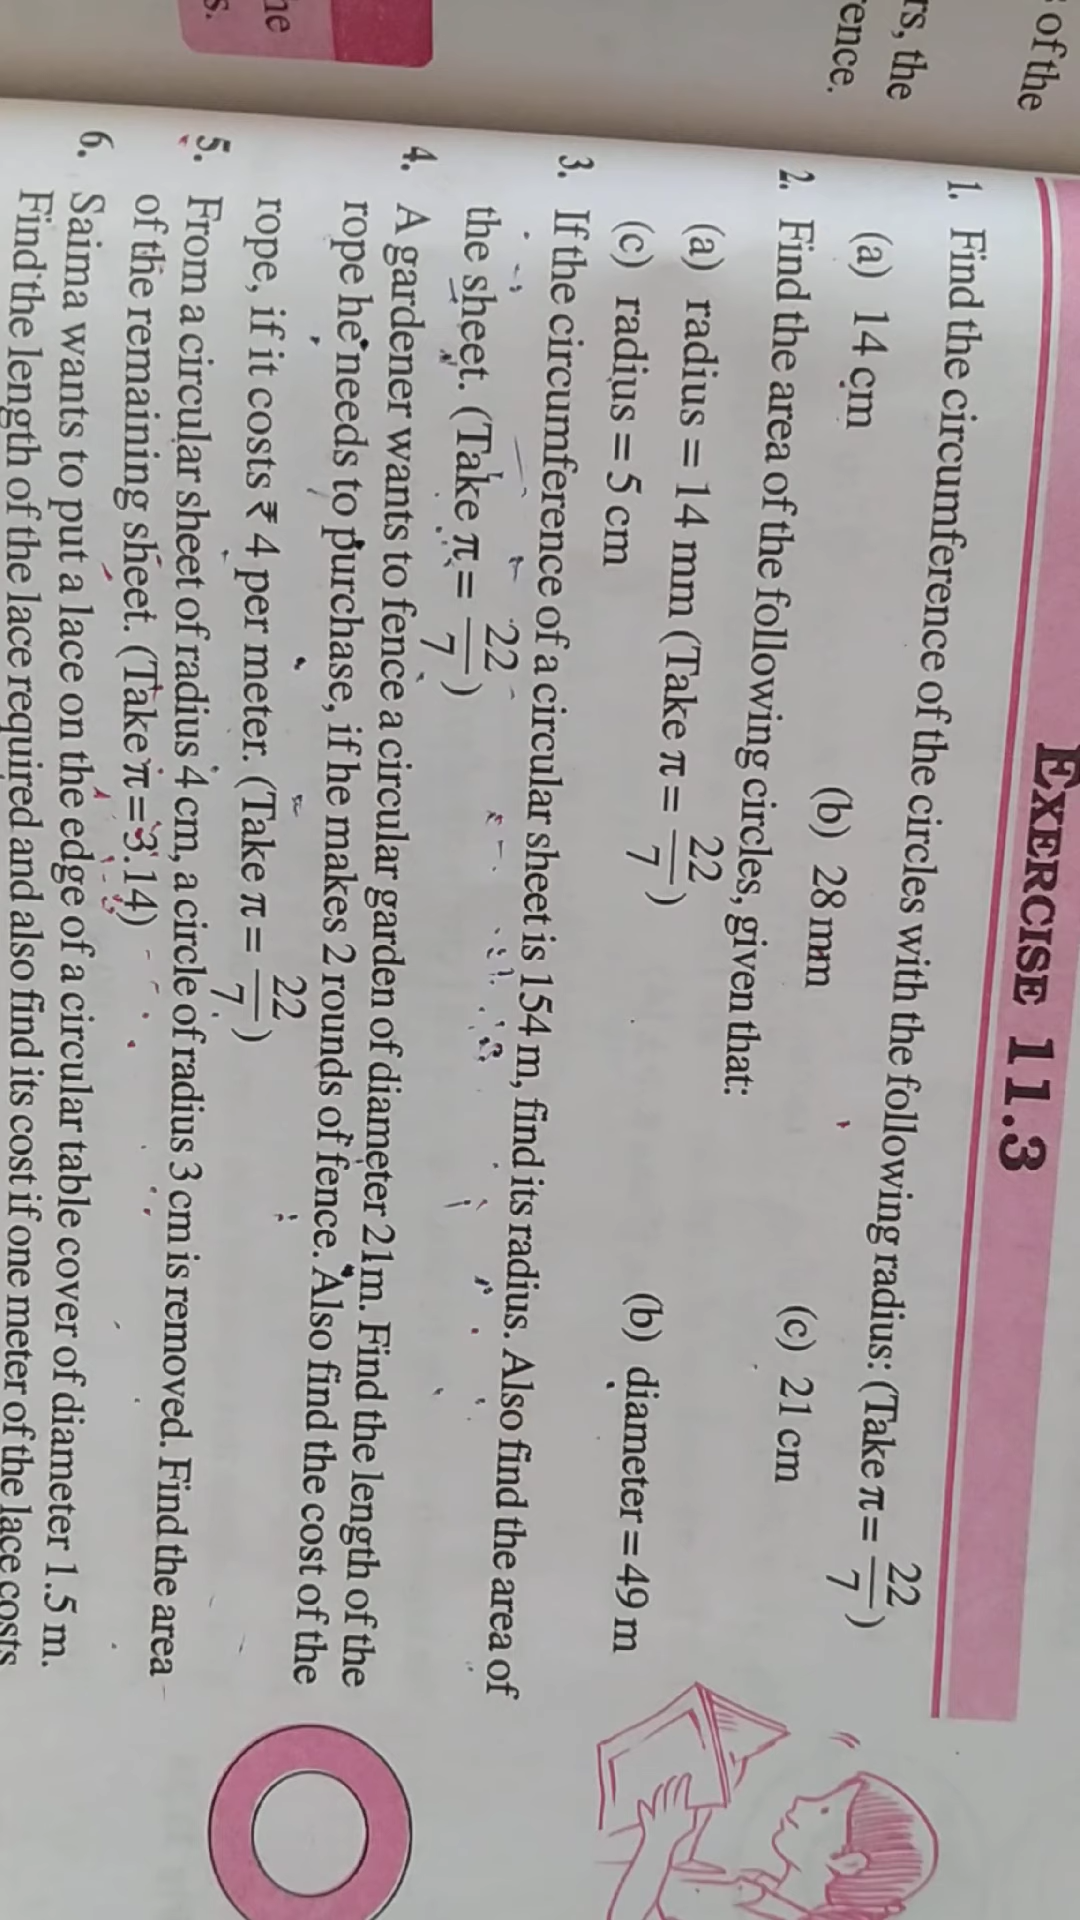 of the
rs, the
ence.
he
s.
EXERCISE 11.3
1. Find the circumference of the circles with the following radius: (Take π = 22/7)
(a) 14 cm (b) 28 mm (c) 21 cm
2. Find the area of the following circles, given that:
(a) radius = 14 mm (Take π = 22/7) (b) diameter = 49 m
(c) radius = 5 cm
3. If the circumference of a circular sheet is 154 m, find its radius. Also find the area of
the sheet. (Take π = 22/7)
4. A gardener wants to fence a circular garden of diameter 21m. Find the length of the
rope he needs to purchase, if he makes 2 rounds of fence. Also find the cost of the
rope, if it costs ₹ 4 per meter. (Take π = 22/7)
5. From a circular sheet of radius 4 cm, a circle of radius 3 cm is removed. Find the area
of the remaining sheet. (Take π = 3.14)
6. Saima wants to put a lace on the edge of a circular table cover of diameter 1.5 m.
Find the length of the lace required and also find its cost if one meter of the lace costs